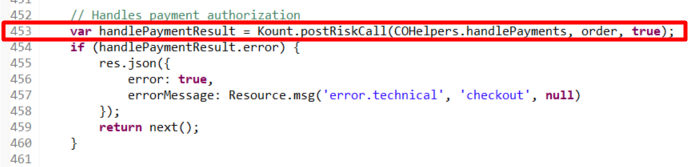 451
452 // Handles payment authorization
453 var handlePaymentResult = Kount.postRiskCall(COHelpers.handlePayments, order, true);
454 if (handlePaymentResult.error) {
455 res.json({
456 error: true,
457 errorMessage: Resource.msg('error.technical', 'checkout', null)
458 });
459 return next();
460 }
461